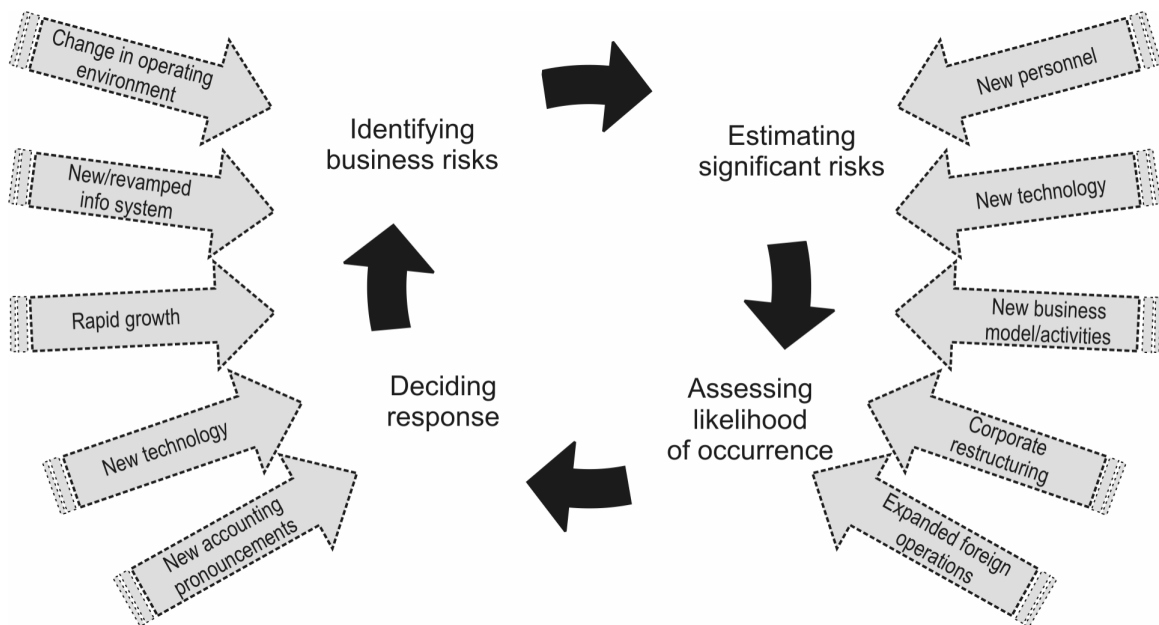 Change in operating
environment
New/revamped
info system
Rapid growth
New technology
New accounting
pronouncements
Identifying
business risks
Estimating
significant risks
Deciding
response
Assessing
likelihood
of occurrence
New personnel
New technology
New business
model/activities
Corporate
restructuring
Expanded foreign
operations